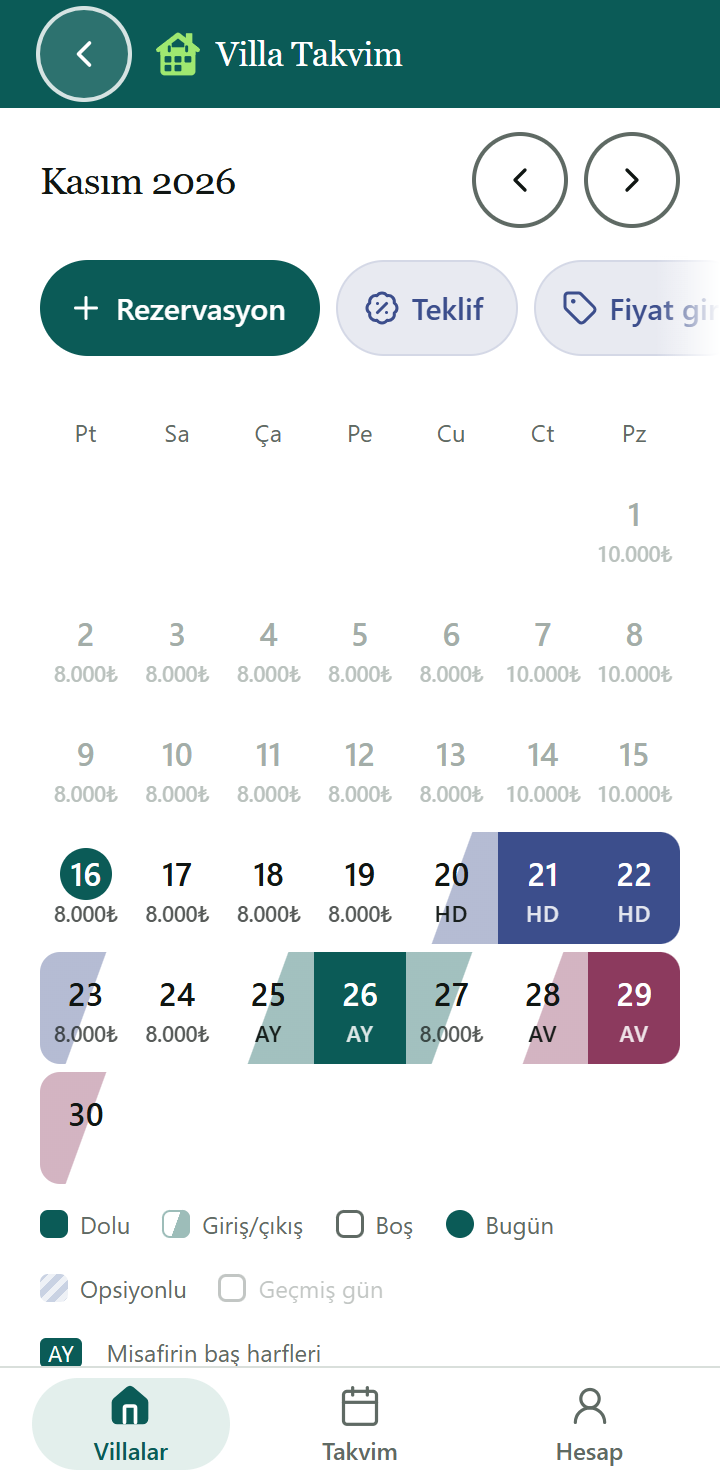 Villa Takvim
Kasım 2026
Rezervasyon
Teklif
Fiyat gir
Pt Sa Ça Pe Cu Ct Pz
1
10.000₺
2 3 4 5 6 7 8
8.000₺ 8.000₺ 8.000₺ 8.000₺ 8.000₺ 10.000₺ 10.000₺
9 10 11 12 13 14 15
8.000₺ 8.000₺ 8.000₺ 8.000₺ 8.000₺ 10.000₺ 10.000₺
16 17 18 19 20 21 22
8.000₺ 8.000₺ 8.000₺ 8.000₺ HD HD HD
23 24 25 26 27 28 29
8.000₺ 8.000₺ AY AY 8.000₺ AV AV
30
Dolu Giriş/çıkış Boş Bugün
Opsiyonlu Geçmiş gün
AY Misafirin baş harfleri
Villalar Takvim Hesap